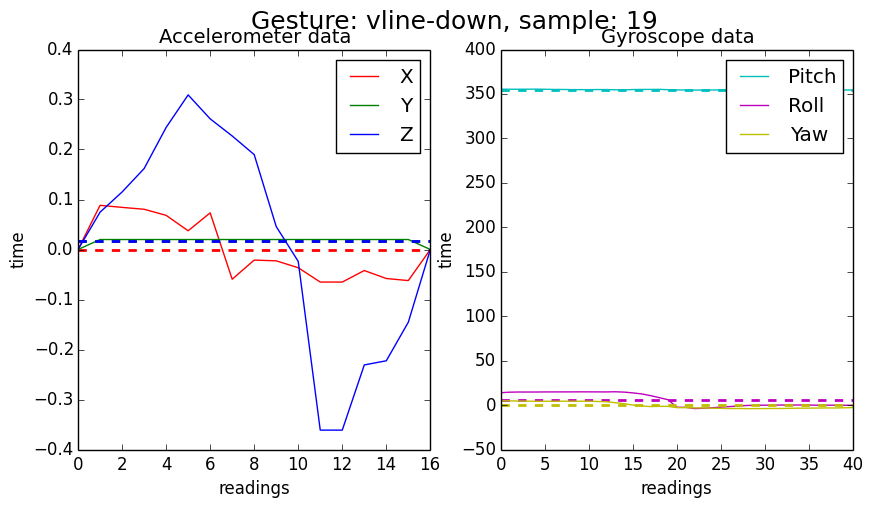 Gesture: vline-down, sample: 19
Accelerometer data
0.4
0.3
0.2
0.1
0.0
−0.1
−0.2
−0.3
−0.4
time
X
Y
Z
0 2 4 6 8 10 12 14 16
readings
Gyroscope data
400
350
300
250
200
150
100
50
0
−50
time
Pitch
Roll
Yaw
0 5 10 15 20 25 30 35 40
readings